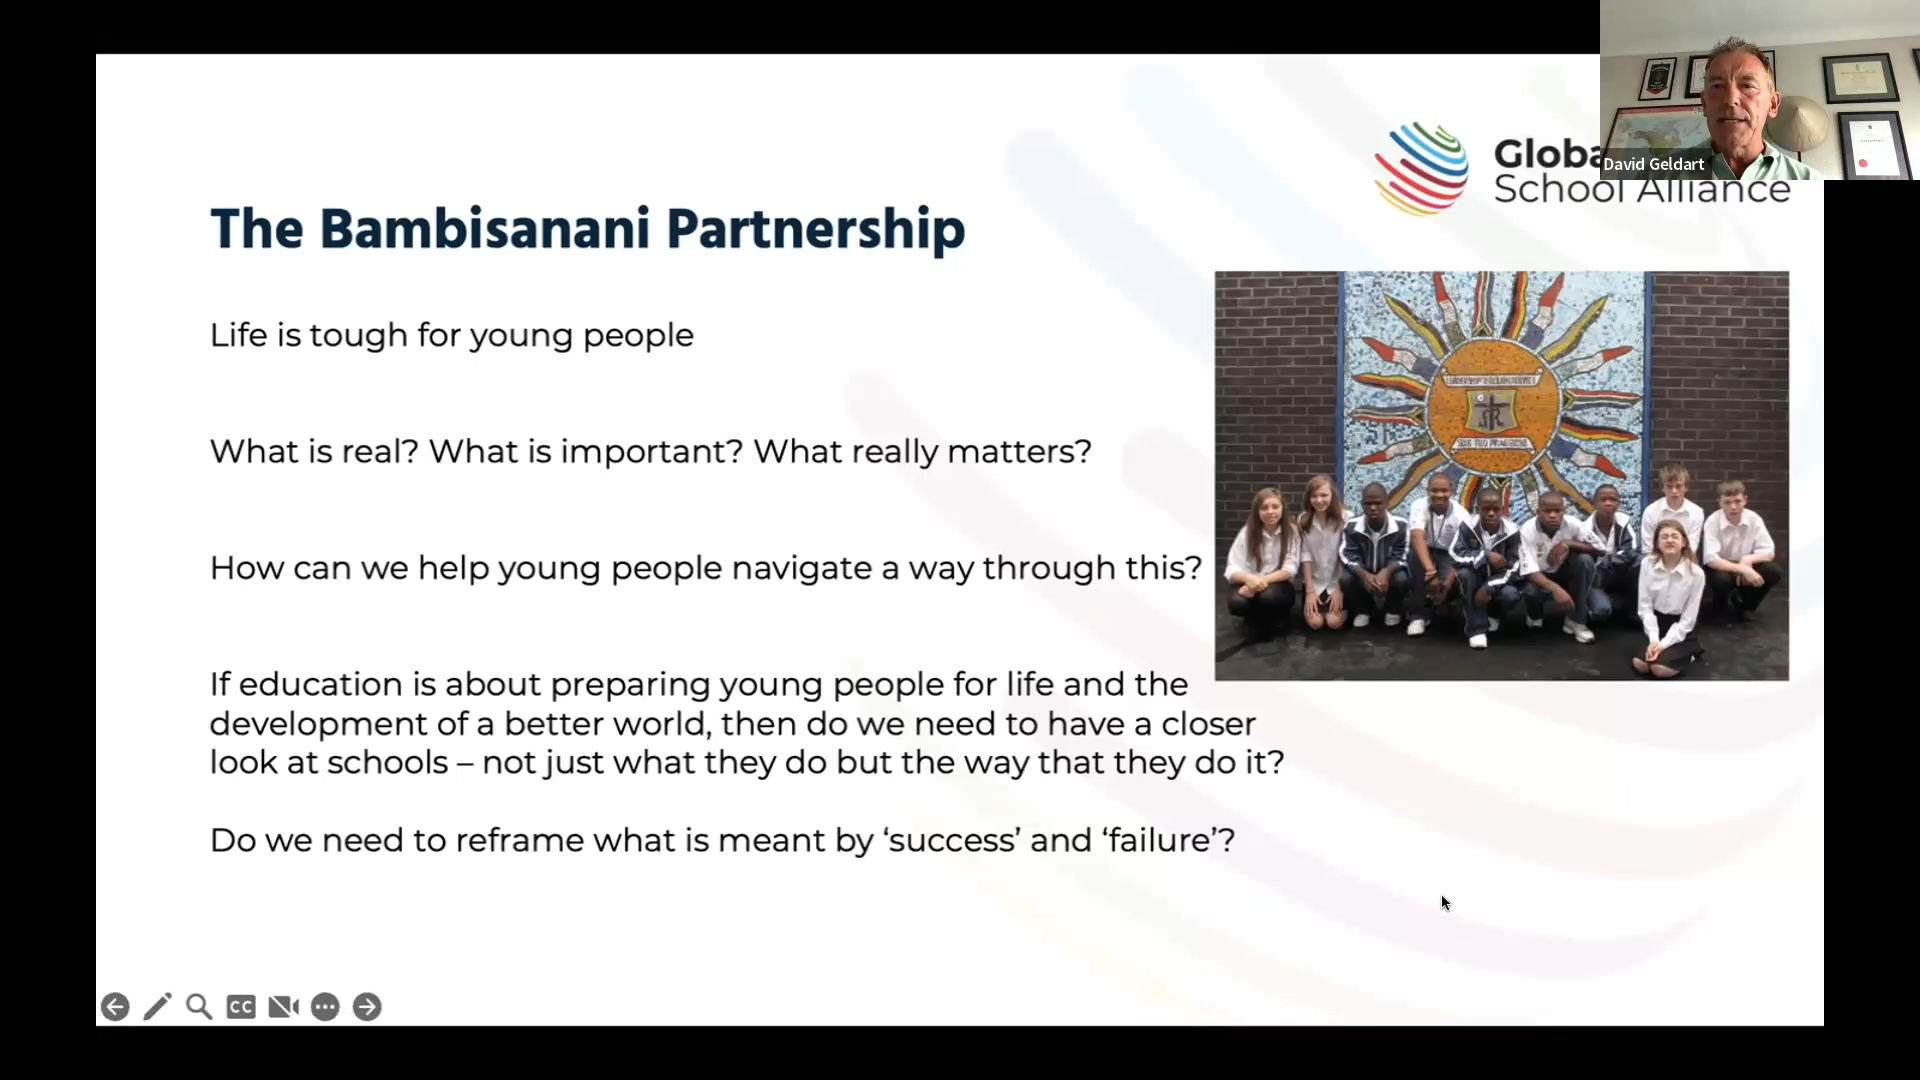 Globa
School Alliance
David Geldart
The Bambisanani Partnership
Life is tough for young people
What is real? What is important? What really matters?
How can we help young people navigate a way through this?
If education is about preparing young people for life and the
development of a better world, then do we need to have a closer
look at schools – not just what they do but the way that they do it?
Do we need to reframe what is meant by ‘success’ and ‘failure’?
CC